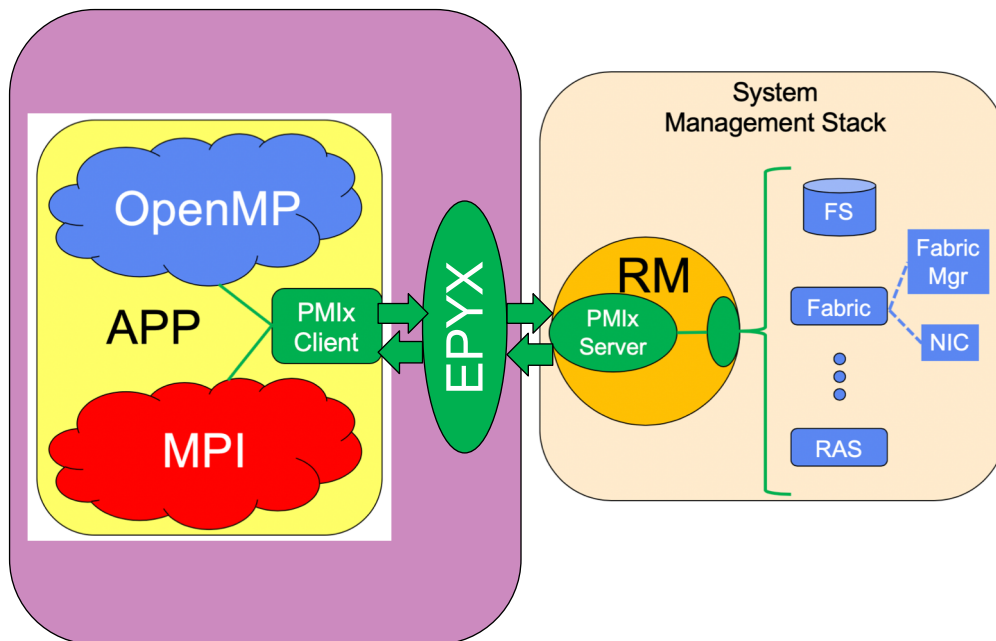 OpenMP
APP
PMIx
Client
MPI
EPYX
System
Management Stack
RM
PMIx
Server
FS
Fabric
Mgr
Fabric
NIC
RAS